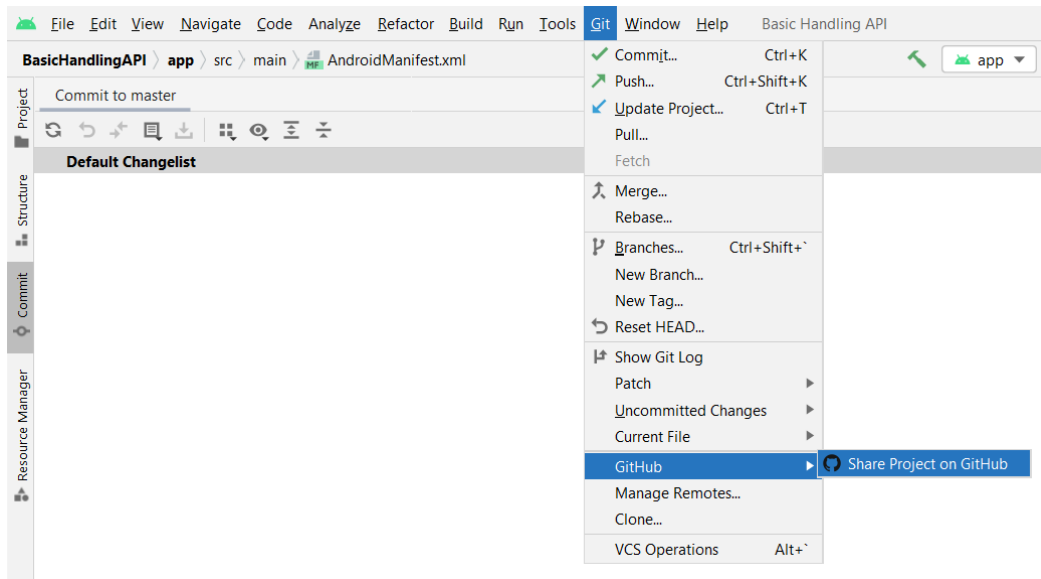 File Edit View Navigate Code Analyze Refactor Build Run Tools Git Window Help Basic Handling API
BasicHandlingAPI app src main MF AndroidManifest.xml
app
Project
Structure
Commit
Resource Manager
Commit to master
Default Changelist
Commit... Ctrl+K
Push... Ctrl+Shift+K
Update Project... Ctrl+T
Pull...
Fetch
Merge...
Rebase...
Branches... Ctrl+Shift+`
New Branch...
New Tag...
Reset HEAD...
Show Git Log
Patch
Uncommitted Changes
Current File
GitHub
Share Project on GitHub
Manage Remotes...
Clone...
VCS Operations Alt+`